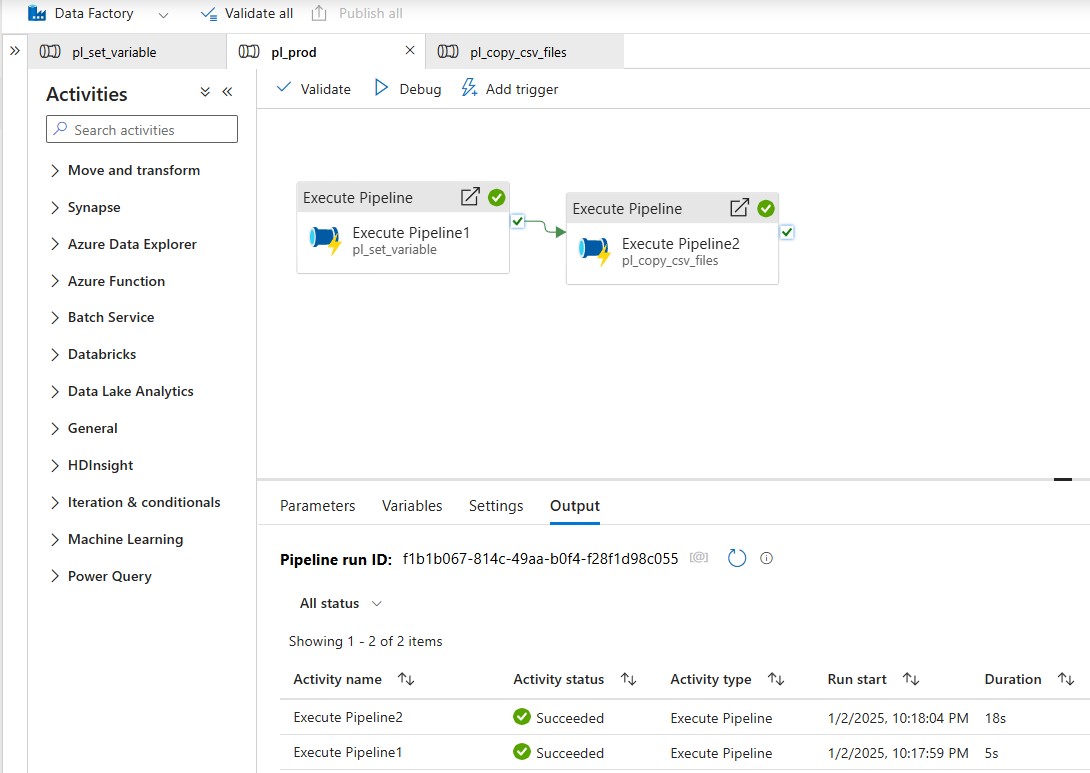 Data Factory Validate all Publish all
pl_set_variable pl_prod pl_copy_csv_files
Activities
Validate Debug Add trigger
Search activities
Move and transform
Synapse
Azure Data Explorer
Azure Function
Batch Service
Databricks
Data Lake Analytics
General
HDInsight
Iteration & conditionals
Machine Learning
Power Query
Execute Pipeline
Execute Pipeline1
pl_set_variable
Execute Pipeline
Execute Pipeline2
pl_copy_csv_files
Parameters Variables Settings Output
Pipeline run ID: f1b1b067-814c-49aa-b0f4-f28f1d98c055 [@]
All status
Showing 1 - 2 of 2 items
Activity name Activity status Activity type Run start Duration
Execute Pipeline2 Succeeded Execute Pipeline 1/2/2025, 10:18:04 PM 18s
Execute Pipeline1 Succeeded Execute Pipeline 1/2/2025, 10:17:59 PM 5s